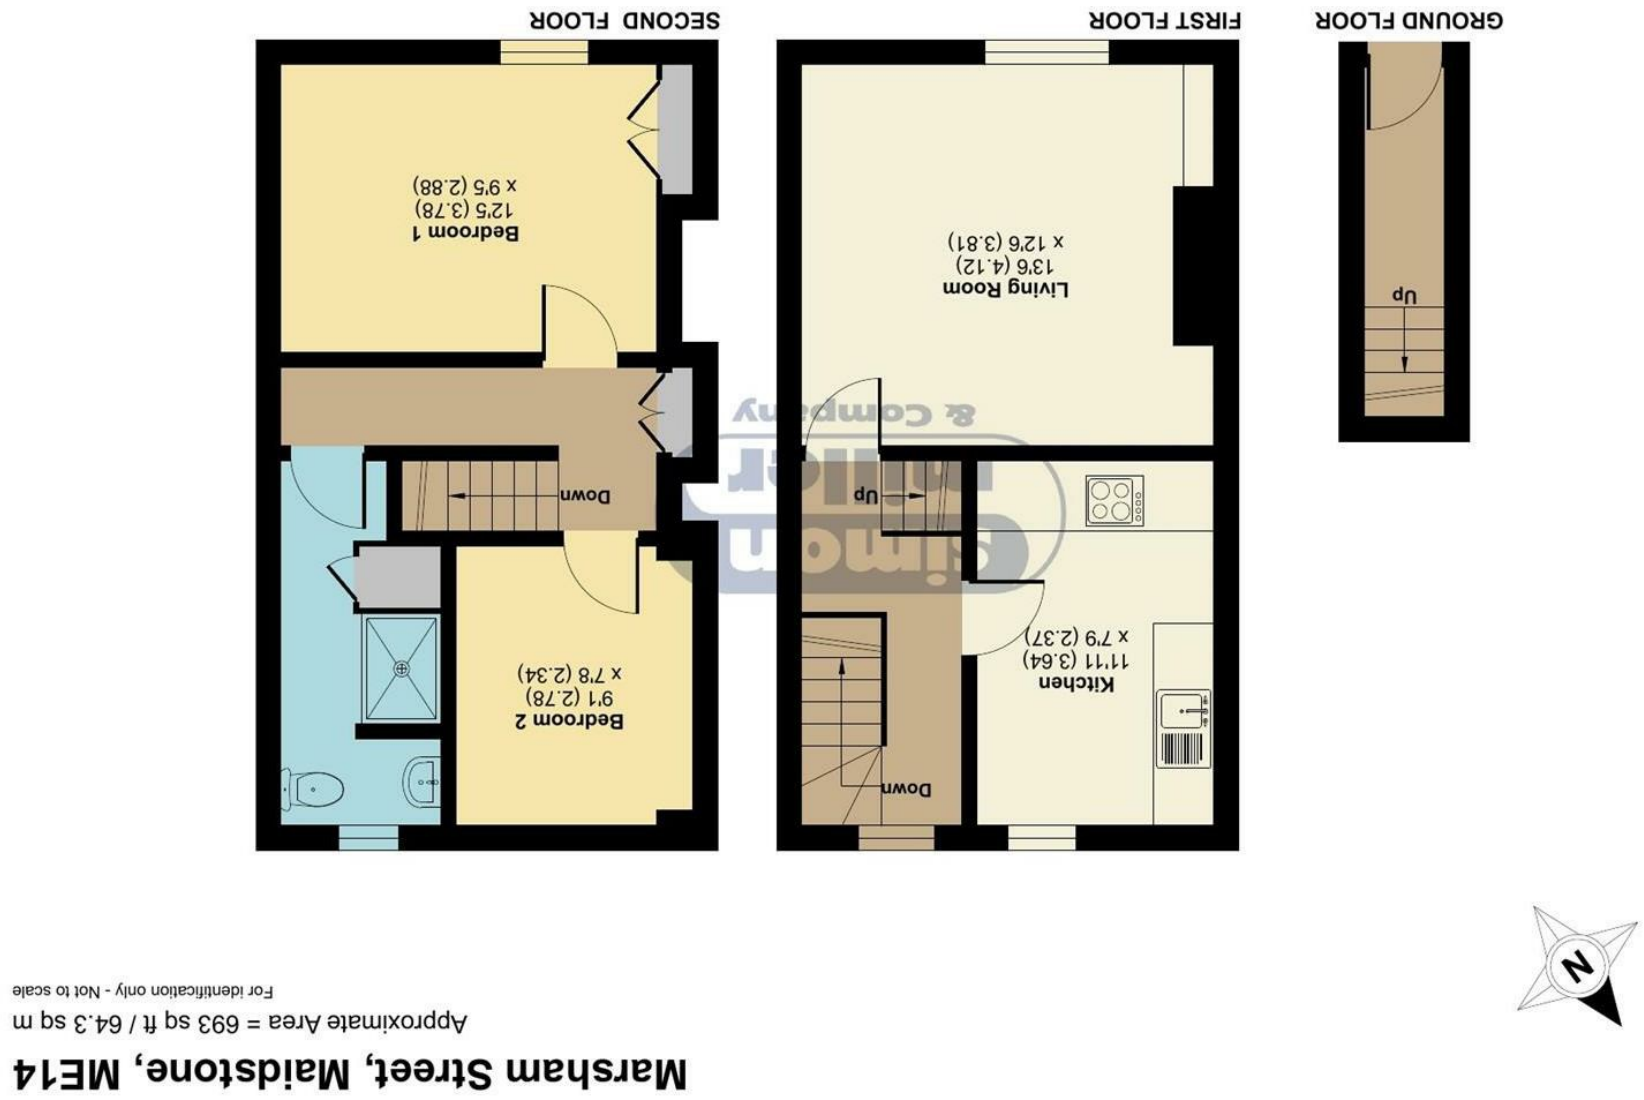 Marsham Street, Maidstone, ME14
Approximate Area = 693 sq ft / 64.3 sq m
For identification only - Not to scale
N
Down
Kitchen
11'11 (3.64)
x 7'9 (2.37)
Up
Living Room
13'6 (4.12)
x 12'6 (3.81)
Bedroom 2
9'1 (2.78)
x 7'8 (2.34)
Down
Bedroom 1
12'5 (3.78)
x 9'5 (2.88)
Up
simon
miller
& Company
GROUND FLOOR
FIRST FLOOR
SECOND FLOOR